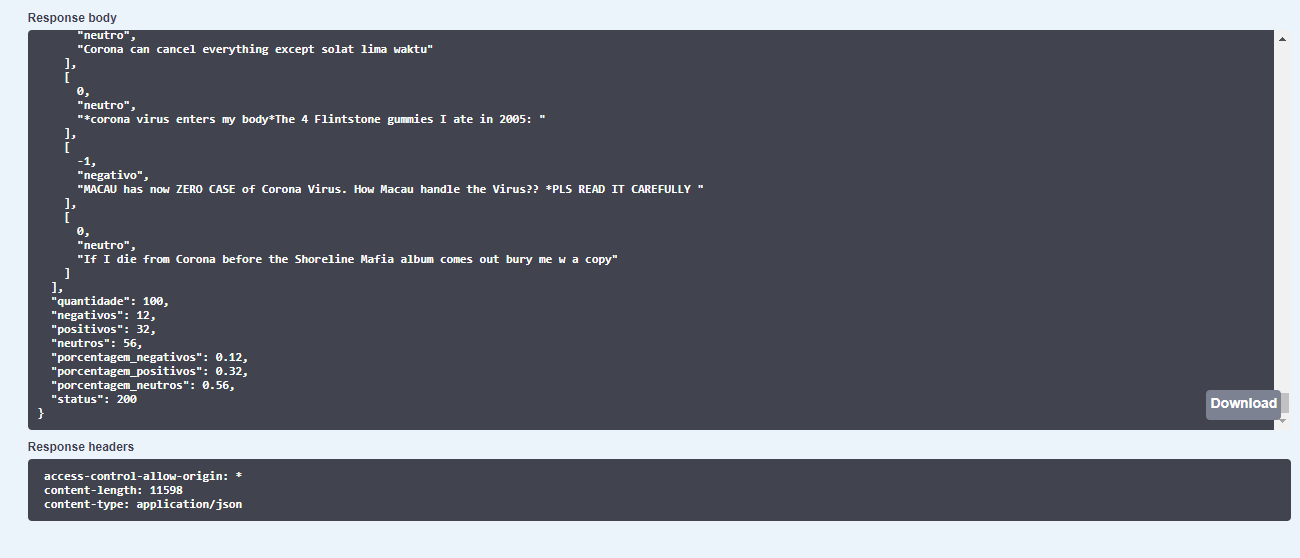 Response body
"neutro",
"Corona can cancel everything except solat lima waktu"
],
[
0,
"neutro",
"*corona virus enters my body*The 4 Flintstone gummies I ate in 2005: "
],
[
-1,
"negativo",
"MACAU has now ZERO CASE of Corona Virus. How Macau handle the Virus?? *PLS READ IT CAREFULLY "
],
[
0,
"neutro",
"If I die from Corona before the Shoreline Mafia album comes out bury me w a copy"
]
],
"quantidade": 100,
"negativos": 12,
"positivos": 32,
"neutros": 56,
"porcentagem_negativos": 0.12,
"porcentagem_positivos": 0.32,
"porcentagem_neutros": 0.56,
"status": 200
}
Download
Response headers
access-control-allow-origin: *
content-length: 11598
content-type: application/json